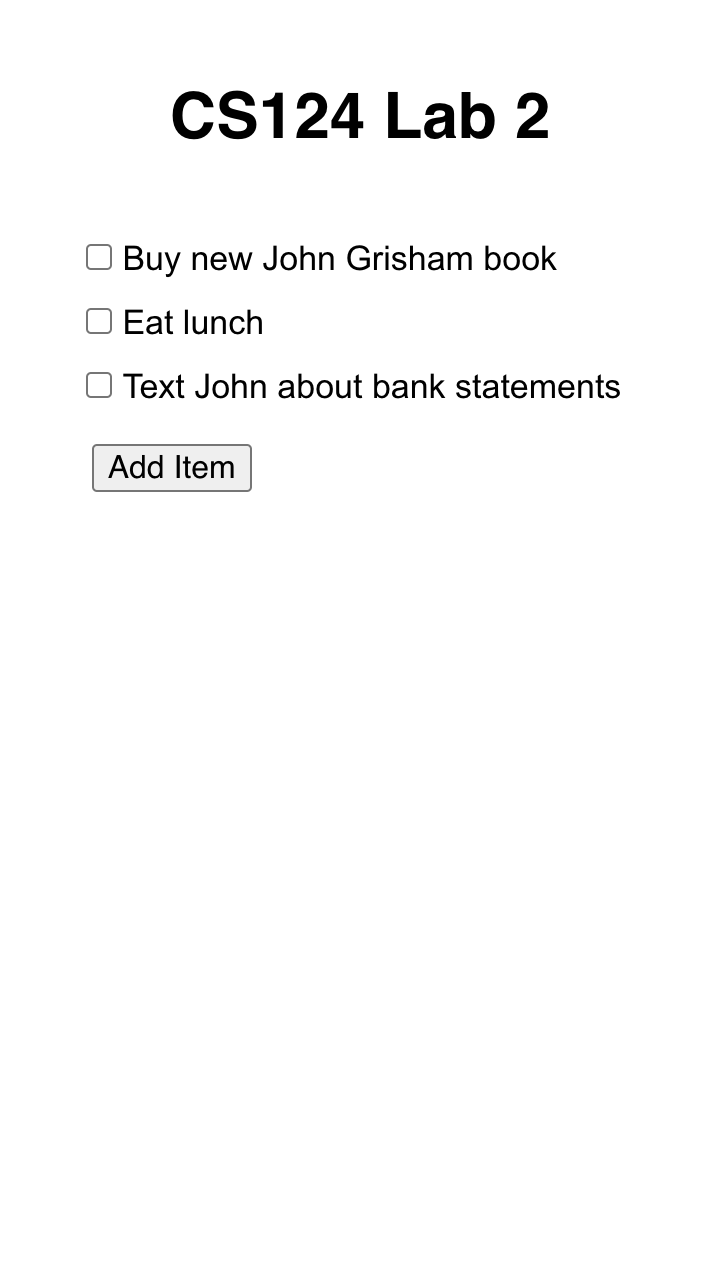 CS124 Lab 2
Buy new John Grisham book
Eat lunch
Text John about bank statements
Add Item